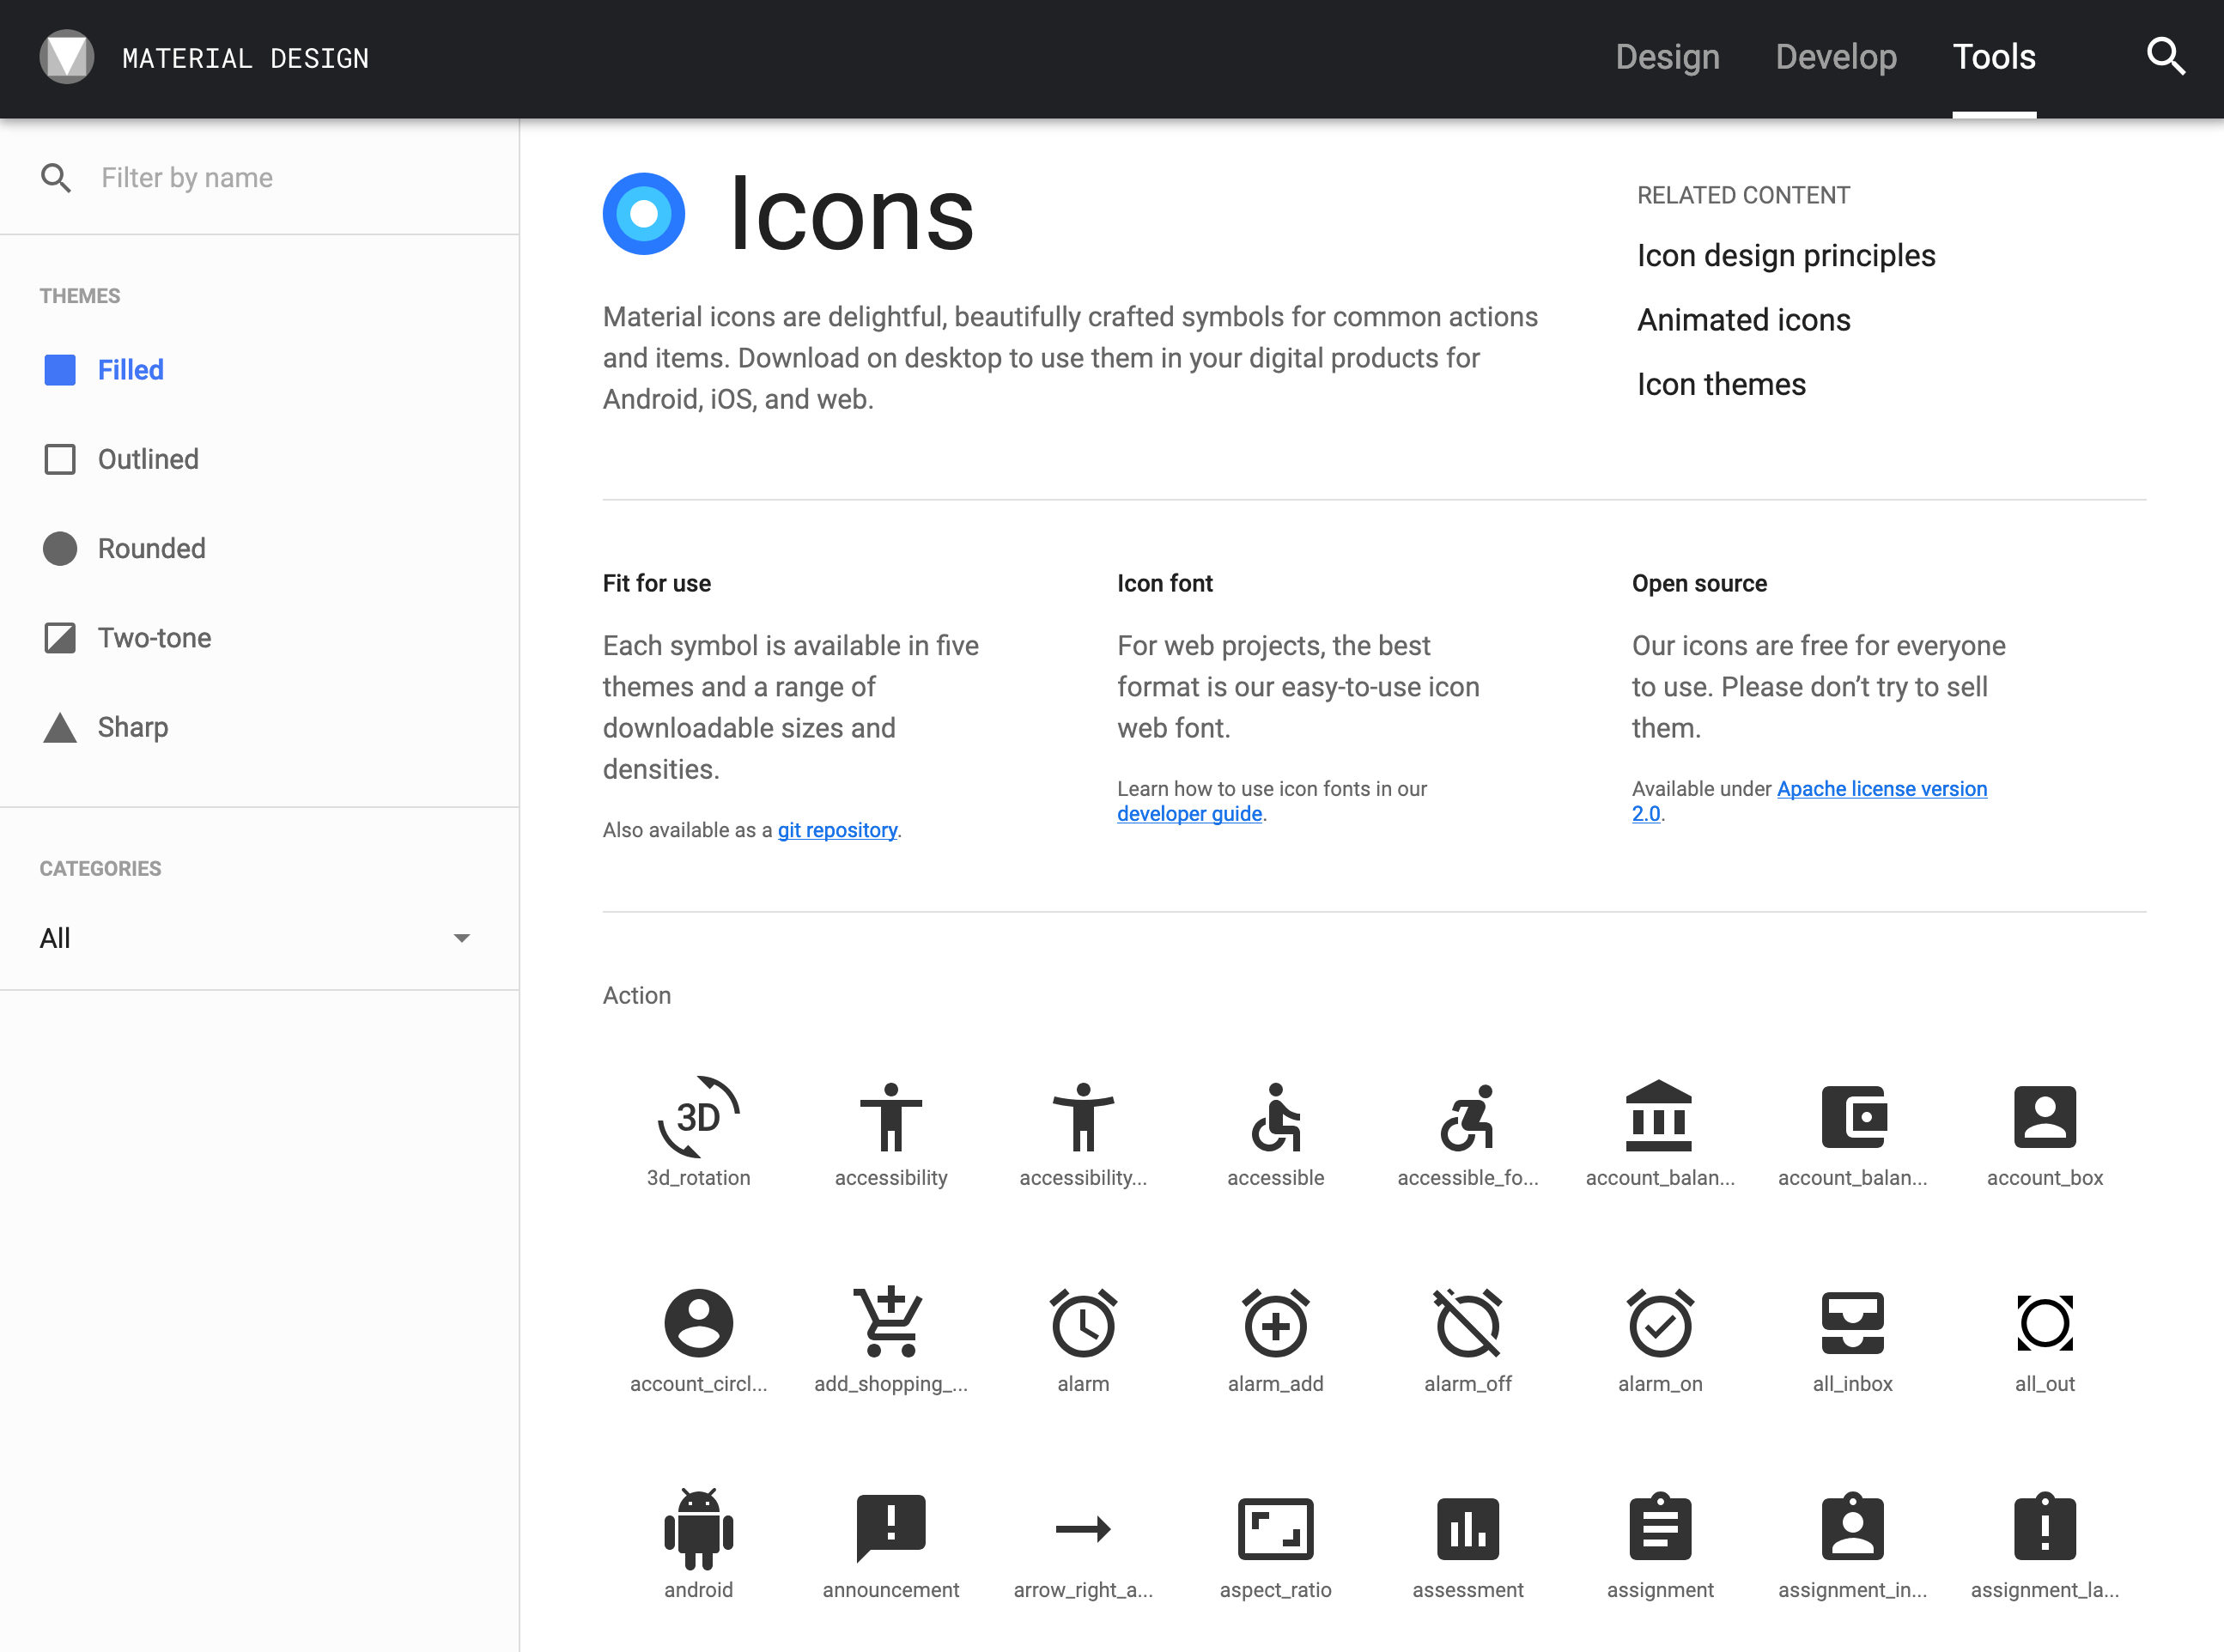 MATERIAL DESIGN
Design
Develop
Tools
Filter by name
THEMES
Filled
Outlined
Rounded
Two-tone
Sharp
CATEGORIES
All
Icons
Material icons are delightful, beautifully crafted symbols for common actions
and items. Download on desktop to use them in your digital products for
Android, iOS, and web.
RELATED CONTENT
Icon design principles
Animated icons
Icon themes
Fit for use
Each symbol is available in five
themes and a range of
downloadable sizes and
densities.
Also available as a git repository.
Icon font
For web projects, the best
format is our easy-to-use icon
web font.
Learn how to use icon fonts in our
developer guide.
Open source
Our icons are free for everyone
to use. Please don’t try to sell
them.
Available under Apache license version
2.0.
Action
3D
3d_rotation
accessibility
accessibility...
accessible
accessible_fo...
account_balan...
account_balan...
account_box
account_circl...
add_shopping_...
alarm
alarm_add
alarm_off
alarm_on
all_inbox
all_out
android
announcement
arrow_right_a...
aspect_ratio
assessment
assignment
assignment_in...
assignment_la...